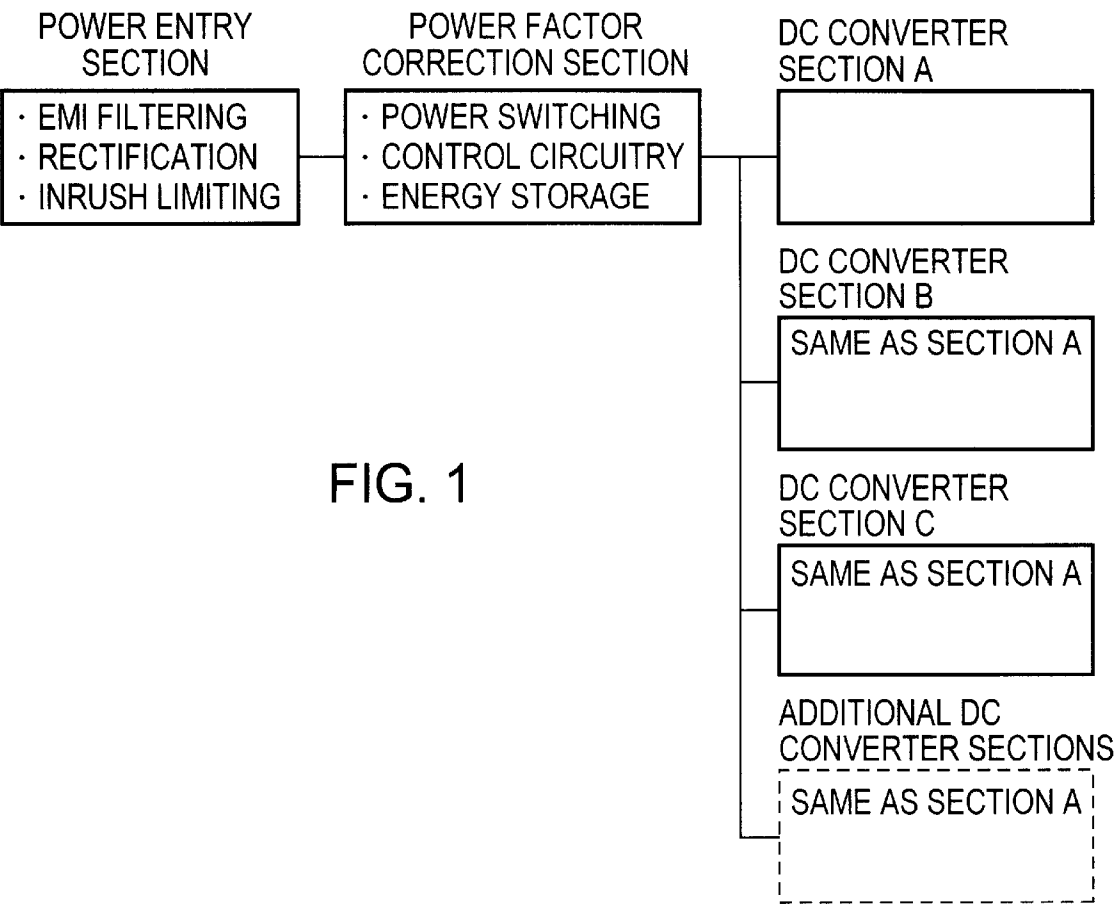 POWER ENTRY
SECTION
· EMI FILTERING
· RECTIFICATION
· INRUSH LIMITING
POWER FACTOR
CORRECTION SECTION
· POWER SWITCHING
· CONTROL CIRCUITRY
· ENERGY STORAGE
DC CONVERTER
SECTION A
DC CONVERTER
SECTION B
SAME AS SECTION A
DC CONVERTER
SECTION C
SAME AS SECTION A
ADDITIONAL DC
CONVERTER SECTIONS
SAME AS SECTION A
FIG. 1